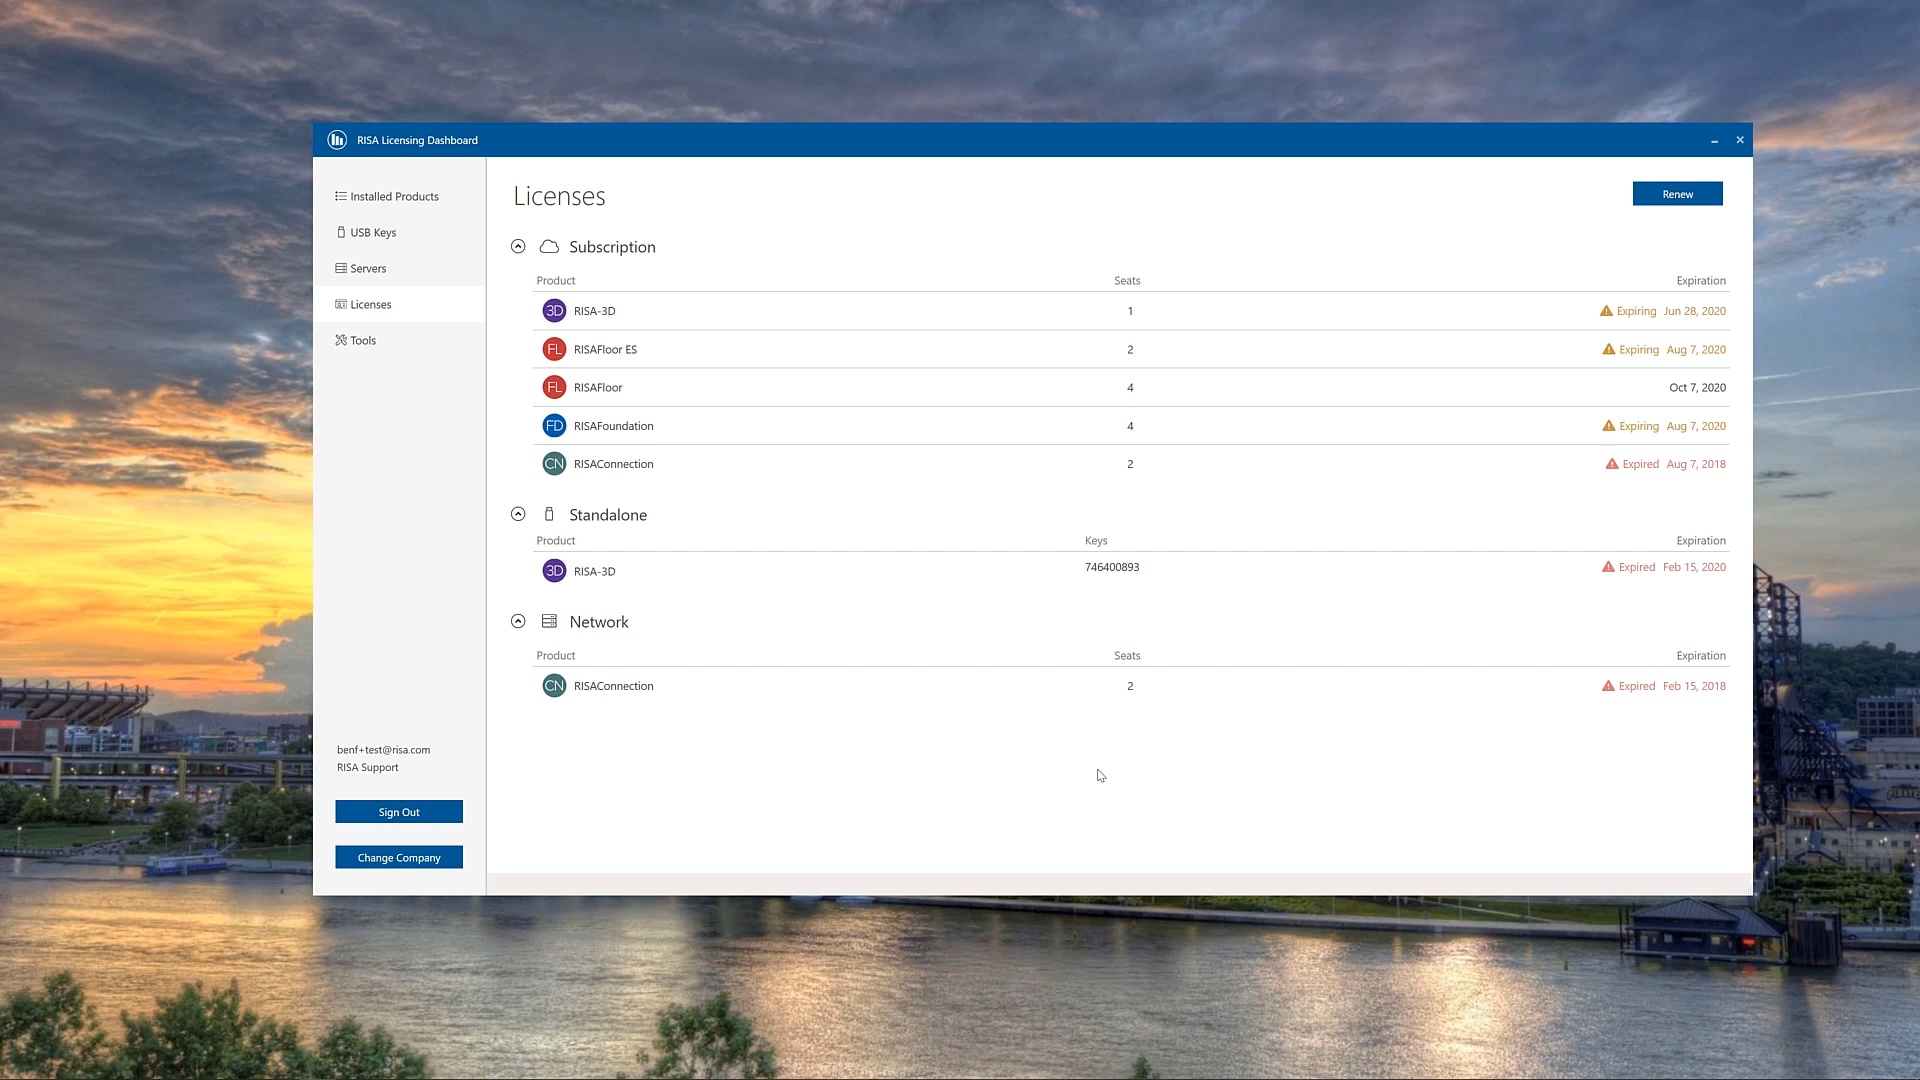 RISA Licensing Dashboard
Installed Products
USB Keys
Servers
Licenses
Tools
benf+test@risa.com
RISA Support
Sign Out
Change Company
Licenses
Renew
Subscription
Product Seats Expiration
3D RISA-3D 1 Expiring Jun 28, 2020
FL RISAFloor ES 2 Expiring Aug 7, 2020
FL RISAFloor 4 Oct 7, 2020
FD RISAFoundation 4 Expiring Aug 7, 2020
CN RISAConnection 2 Expired Aug 7, 2018
Standalone
Product Keys Expiration
3D RISA-3D 746400893 Expired Feb 15, 2020
Network
Product Seats Expiration
CN RISAConnection 2 Expired Feb 15, 2018